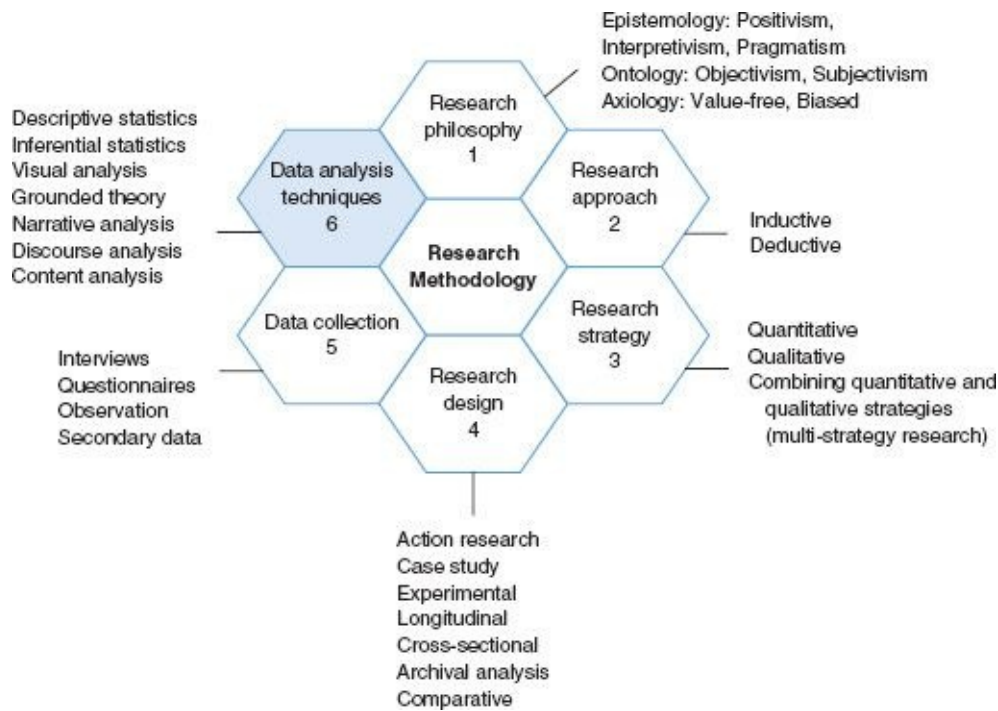 Epistemology: Positivism,
Interpretivism, Pragmatism
Ontology: Objectivism, Subjectivism
Axiology: Value-free, Biased
Research
philosophy
1
Research
approach
2
Inductive
Deductive
Research
strategy
3
Quantitative
Qualitative
Combining quantitative and
qualitative strategies
(multi-strategy research)
Research
design
4
Action research
Case study
Experimental
Longitudinal
Cross-sectional
Archival analysis
Comparative
Data collection
5
Interviews
Questionnaires
Observation
Secondary data
Data analysis
techniques
6
Descriptive statistics
Inferential statistics
Visual analysis
Grounded theory
Narrative analysis
Discourse analysis
Content analysis
Research
Methodology